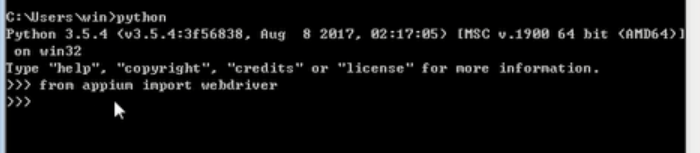 C:\Users\win>python
Python 3.5.4 (v3.5.4:3f56838, Aug  8 2017, 02:17:05) [MSC v.1900 64 bit (AMD64)]
 on win32
Type "help", "copyright", "credits" or "license" for more information.
>>> from appium import webdriver
>>>